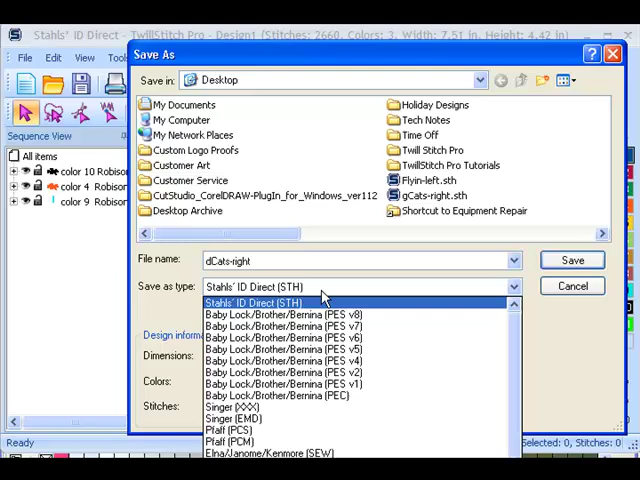 Stahls' ID Direct - TwillStitch Pro - Design1 (Stitches: 2660, Colors: 3, Width: 7.51 in, Height: 4.42 in)
File Edit View Tools
Save As
Save in: Desktop
My Documents
My Computer
My Network Places
Custom Logo Proofs
Customer Art
Customer Service
CutStudio_CorelDRAW-PlugIn_for_Windows_ver112
Desktop Archive
Holiday Designs
Tech Notes
Time Off
Twill Stitch Pro
TwillStitch Pro Tutorials
Flyin-left.sth
gCats-right.sth
Shortcut to Equipment Repair
Sequence View
All items
color 10 Robison
color 4 Robison
color 9 Robison
File name: dCats-right Save
Save as type: Stahls' ID Direct (STH) Cancel
Stahls' ID Direct (STH)
Baby Lock/Brother/Bernina (PES v8)
Baby Lock/Brother/Bernina (PES v7)
Baby Lock/Brother/Bernina (PES v6)
Baby Lock/Brother/Bernina (PES v5)
Baby Lock/Brother/Bernina (PES v4)
Baby Lock/Brother/Bernina (PES v2)
Baby Lock/Brother/Bernina (PES v1)
Baby Lock/Brother/Bernina (PEC)
Singer (XXX)
Singer (EMD)
Pfaff (PCS)
Pfaff (PCM)
Elna/Janome/Kenmore (SEW)
Design
Dimensions:
Colors:
Stitches:
Ready
Selected: 0, Stitches: 0